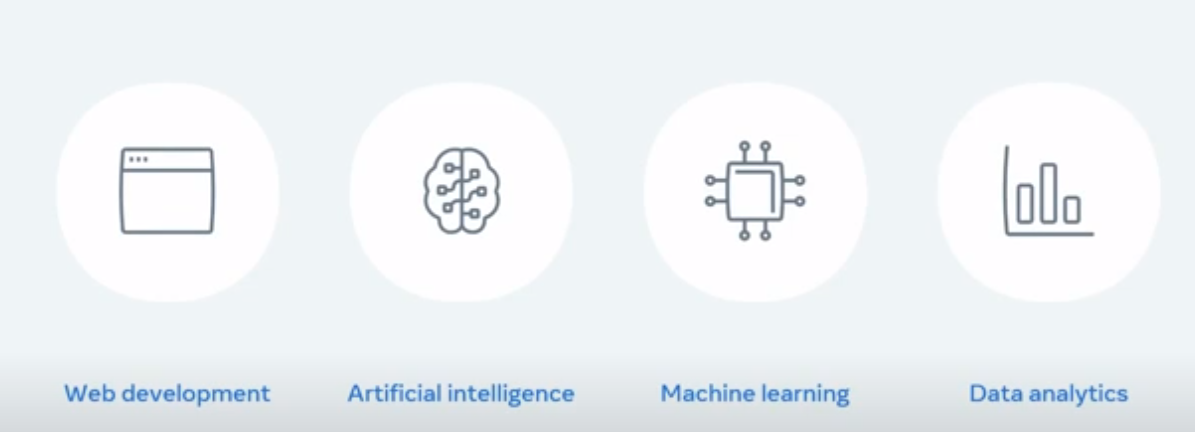 Web development
Artificial intelligence
Machine learning
Data analytics